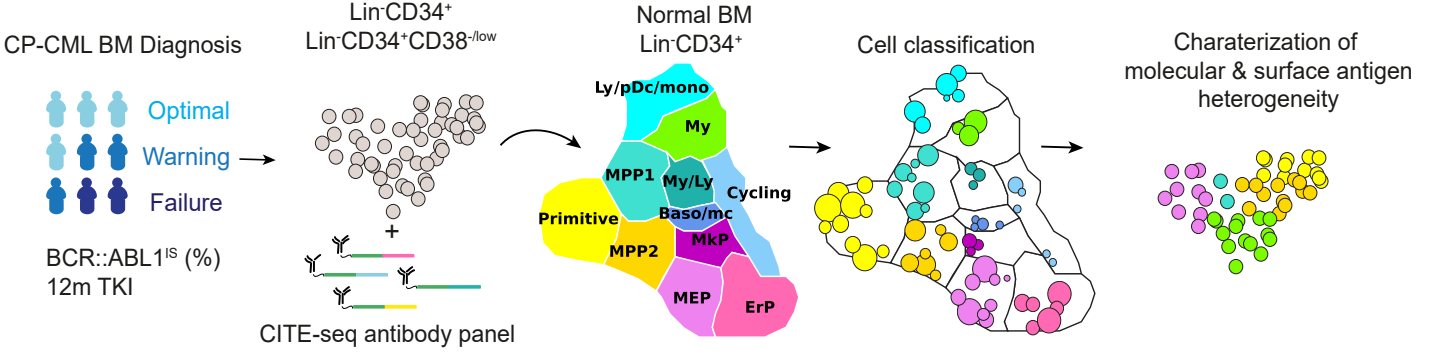 CP-CML BM Diagnosis
Optimal
Warning
Failure
BCR::ABL1ᴵˢ (%)
12m TKI
Lin⁻CD34⁺
Lin⁻CD34⁺CD38⁻/ˡᵒʷ
+
CITE-seq antibody panel
Normal BM
Lin⁻CD34⁺
Ly/pDc/mono
My
MPP1
My/Ly
Cycling
Primitive
Baso/mc
MPP2
MkP
MEP
ErP
Cell classification
Charaterization of
molecular & surface antigen
heterogeneity